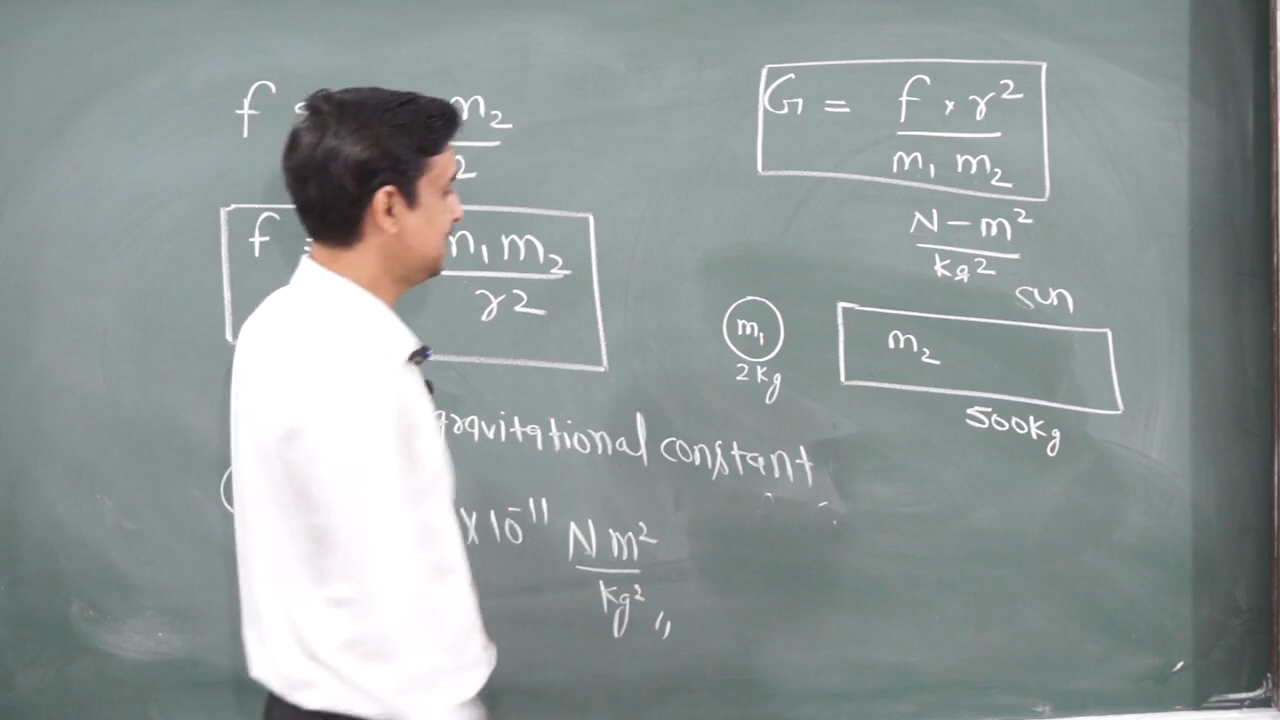 f m₂
2
f = m₁ m₂
r2
gravitational constant
×10⁻¹¹ N m²
kg² ,,
G = f × r²
m₁ m₂
N – m²
kg²
sun
m₁
m₂
2 kg
500 kg